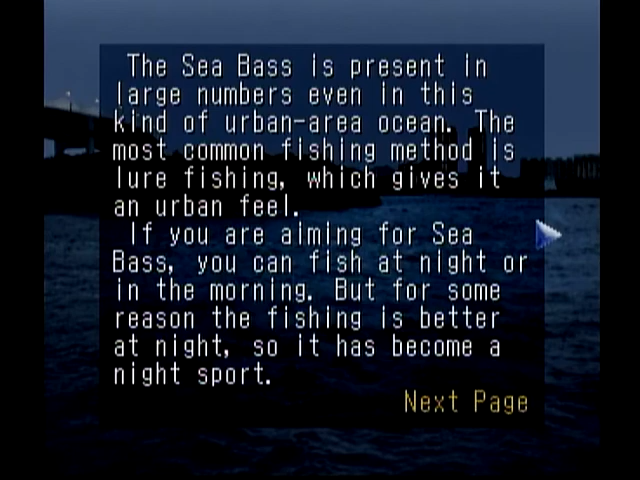 The Sea Bass is present in
large numbers even in this
kind of urban-area ocean. The
most common fishing method is
lure fishing, which gives it
an urban feel.
If you are aiming for Sea
Bass, you can fish at night or
in the morning. But for some
reason the fishing is better
at night, so it has become a
night sport.
Next Page